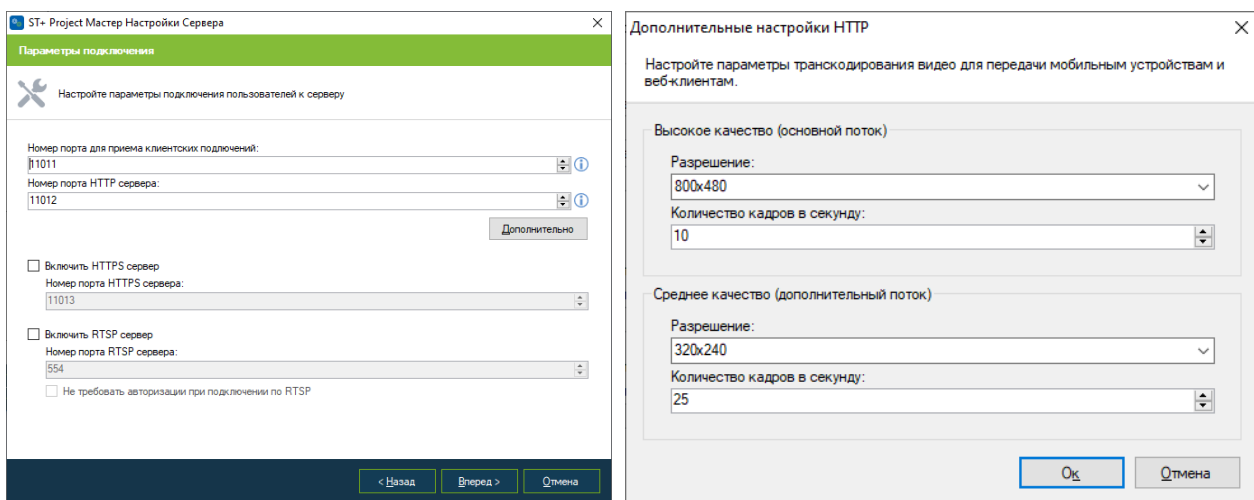 ST+ Project Мастер Настройки Сервера
Параметры подключения
Настройте параметры подключения пользователей к серверу
Номер порта для приема клиентских подлючений:
11011
Номер порта HTTP сервера:
11012
Дополнительно
Включить HTTPS сервер
Номер порта HTTPS сервера:
11013
Включить RTSP сервер
Номер порта RTSP сервера:
554
Не требовать авторизации при подключении по RTSP
< Назад
Вперед >
Отмена
Дополнительные настройки HTTP
Настройте параметры транскодирования видео для передачи мобильным устройствам и
веб-клиентам.
Высокое качество (основной поток)
Разрешение:
800x480
Количество кадров в секунду:
10
Среднее качество (дополнительный поток)
Разрешение:
320x240
Количество кадров в секунду:
25
Ок
Отмена